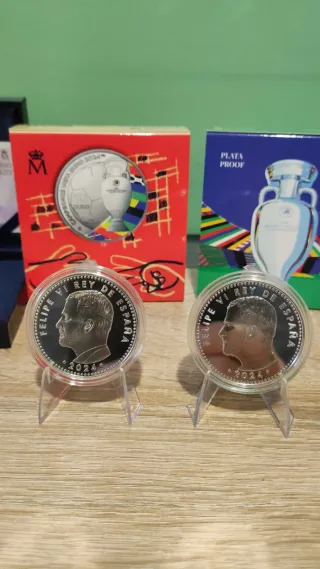 M
PLATA
PROOF
FELIPE VI REY DE ESPAÑA
2024
FELIPE VI REY DE ESPAÑA
2024